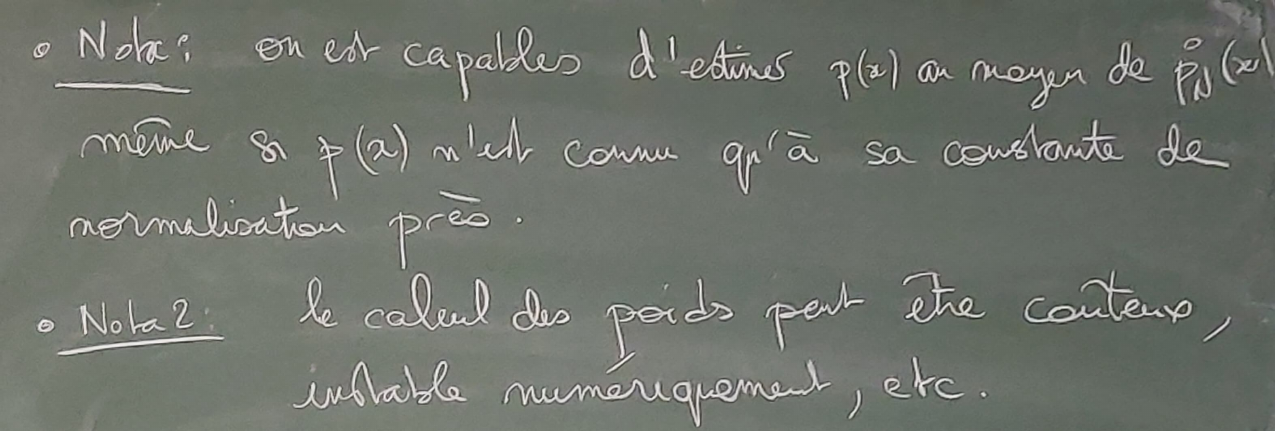 • Nota : on est capables d'estimer p(x) au moyen de p̂_N(x)
même si p(x) n'est connu qu'à sa constante de
normalisation près.
• Nota 2 : le calcul des poids peut être coûteux,
instable numériquement, etc.